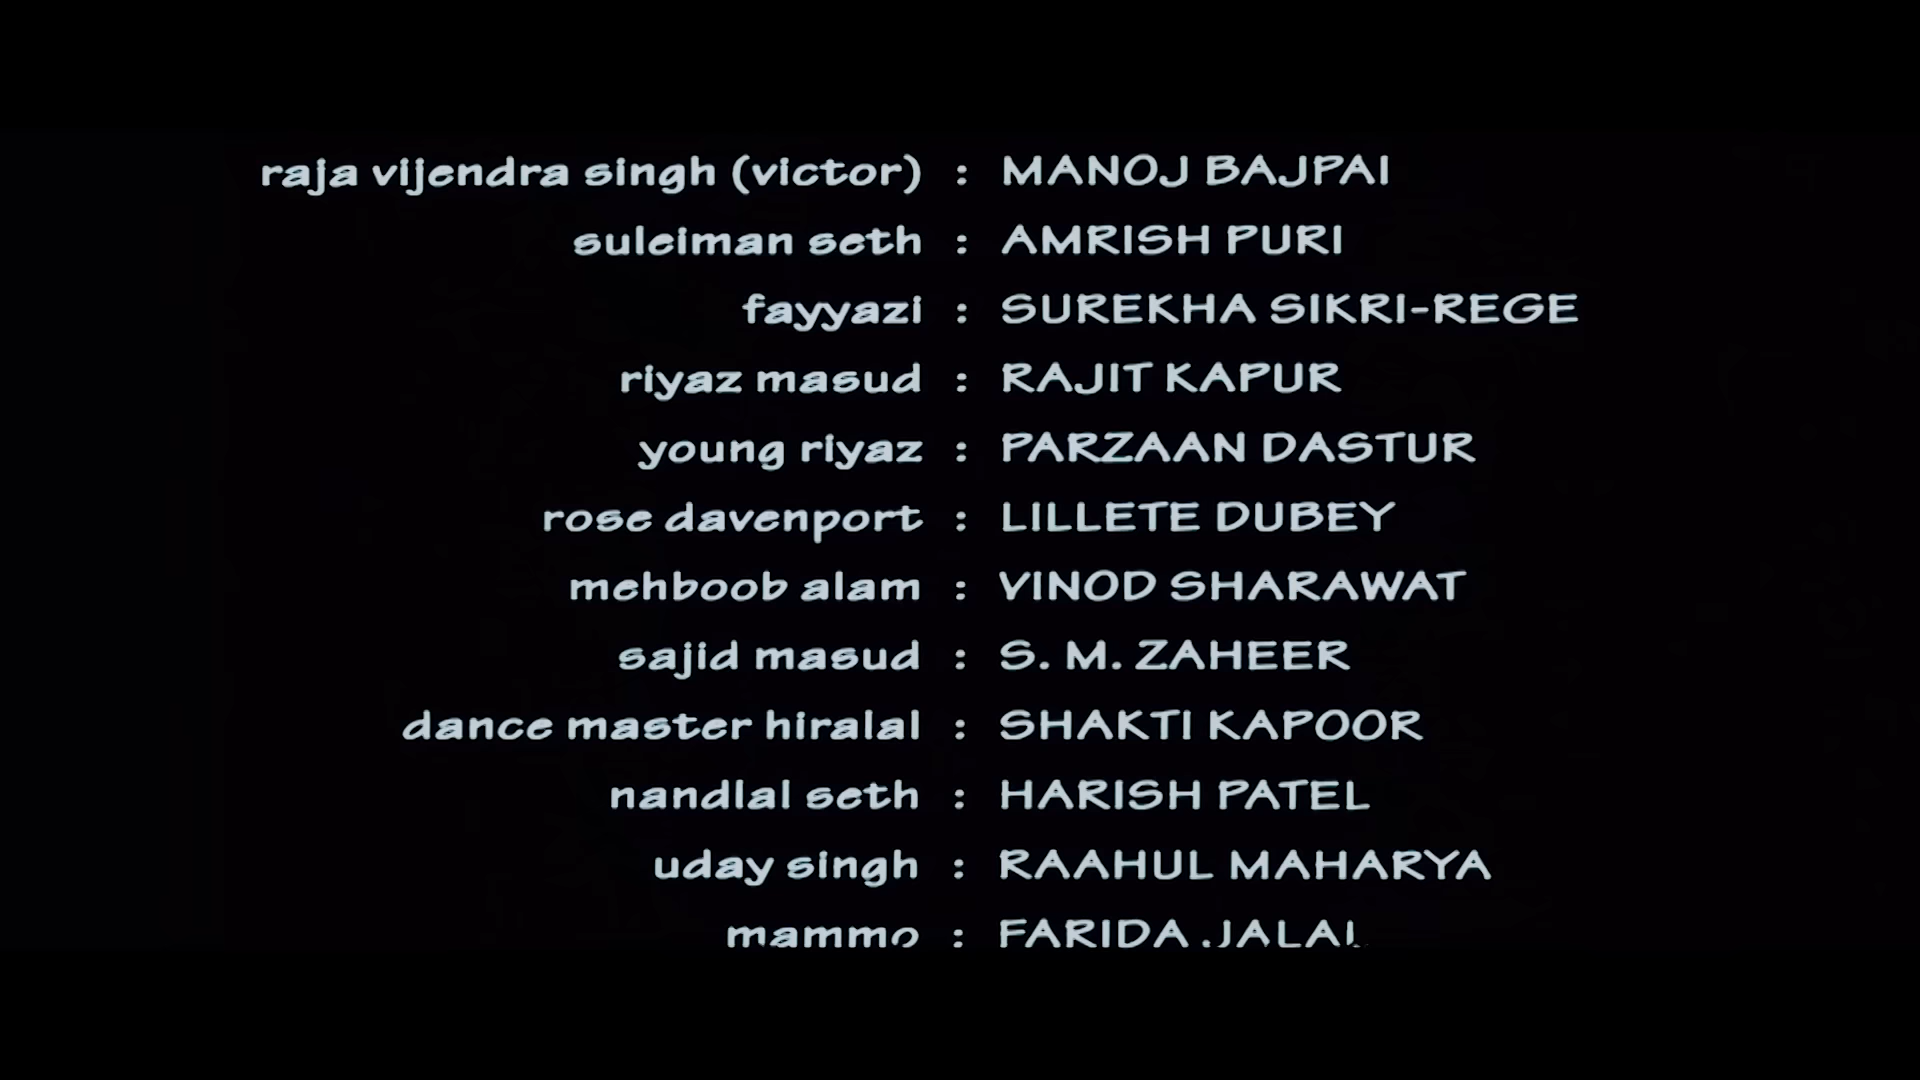 raja vijendra singh (victor) : MANOJ BAJPAI
suleiman seth : AMRISH PURI
fayyazi : SUREKHA SIKRI-REGE
riyaz masud : RAJIT KAPUR
young riyaz : PARZAAN DASTUR
rose davenport : LILLETE DUBEY
mehboob alam : VINOD SHARAWAT
sajid masud : S. M. ZAHEER
dance master hiralal : SHAKTI KAPOOR
nandlal seth : HARISH PATEL
uday singh : RAAHUL MAHARYA
mammo : FARIDA JALAL